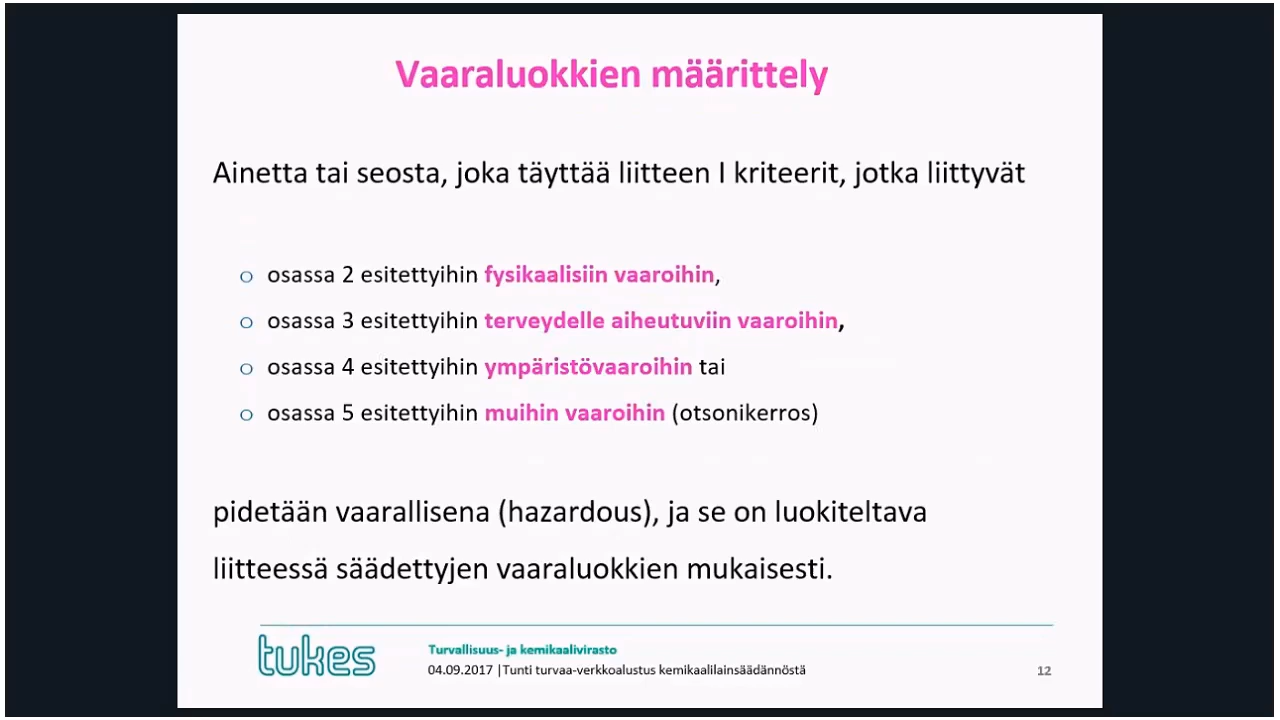 Vaaraluokkien määrittely
Ainetta tai seosta, joka täyttää liitteen I kriteerit, jotka liittyvät
o osassa 2 esitettyihin fysikaalisiin vaaroihin,
o osassa 3 esitettyihin terveydelle aiheutuviin vaaroihin,
o osassa 4 esitettyihin ympäristövaaroihin tai
o osassa 5 esitettyihin muihin vaaroihin (otsonikerros)
pidetään vaarallisena (hazardous), ja se on luokiteltava
liitteessä säädettyjen vaaraluokkien mukaisesti.
tukes
Turvallisuus- ja kemikaalivirasto
04.09.2017 | Tunti turvaa-verkkoalustus kemikaalilainsäädännöstä
12